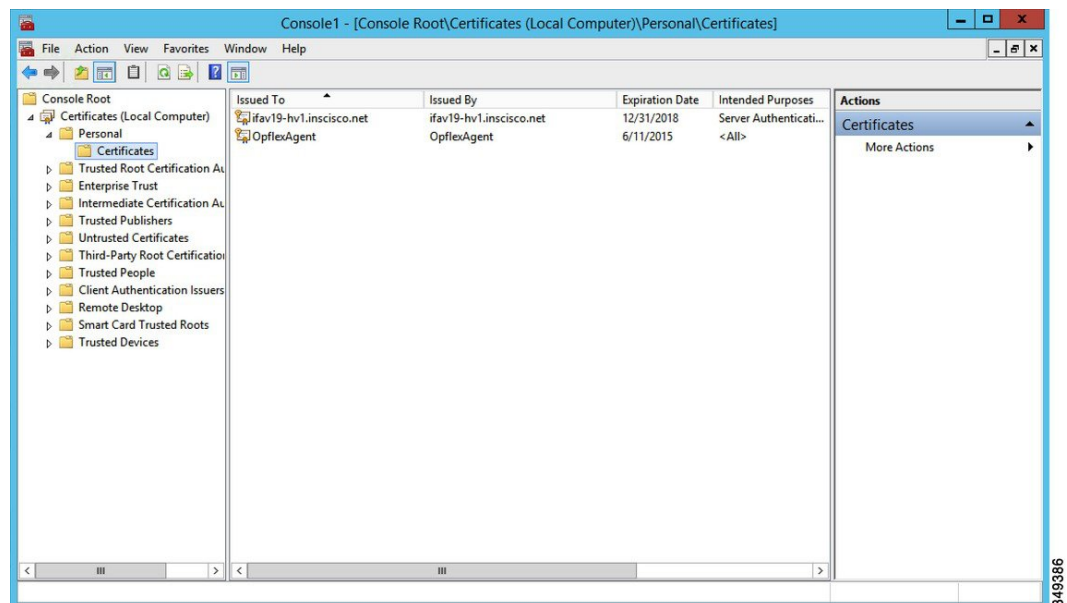 Console1 - [Console Root\Certificates (Local Computer)\Personal\Certificates]
File Action View Favorites Window Help
Console Root
Certificates (Local Computer)
Personal
Certificates
Trusted Root Certification Au
Enterprise Trust
Intermediate Certification Au
Trusted Publishers
Untrusted Certificates
Third-Party Root Certification
Trusted People
Client Authentication Issuers
Remote Desktop
Smart Card Trusted Roots
Trusted Devices
Issued To Issued By Expiration Date Intended Purposes
ifav19-hv1.inscisco.net ifav19-hv1.inscisco.net 12/31/2018 Server Authenticati...
OpflexAgent OpflexAgent 6/11/2015 <All>
Actions
Certificates
More Actions
349386